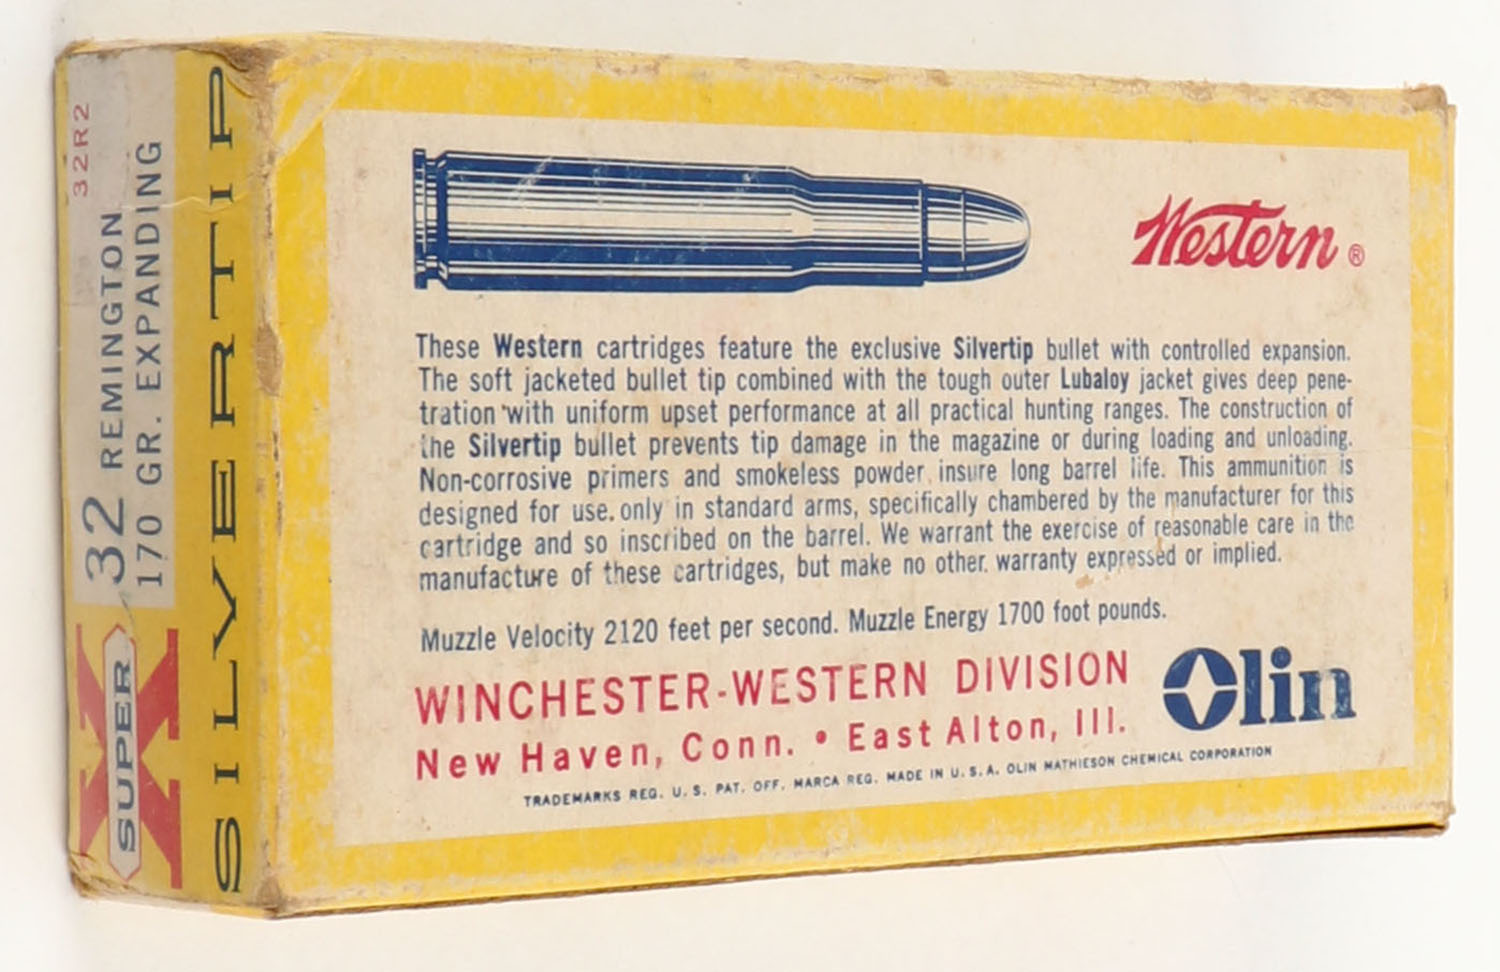 32R2
32 REMINGTON
170 GR. EXPANDING
SUPER X
SILVERTIP
Western ®
These Western cartridges feature the exclusive Silvertip bullet with controlled expansion.
The soft jacketed bullet tip combined with the tough outer Lubaloy jacket gives deep pene-
tration with uniform upset performance at all practical hunting ranges. The construction of
the Silvertip bullet prevents tip damage in the magazine or during loading and unloading.
Non-corrosive primers and smokeless powder insure long barrel life. This ammunition is
designed for use only in standard arms, specifically chambered by the manufacturer for this
cartridge and so inscribed on the barrel. We warrant the exercise of reasonable care in the
manufacture of these cartridges, but make no other warranty expressed or implied.
Muzzle Velocity 2120 feet per second. Muzzle Energy 1700 foot pounds.
WINCHESTER-WESTERN DIVISION
New Haven, Conn. • East Alton, Ill.
Olin
TRADEMARKS REG. U. S. PAT. OFF. MARCA REG. MADE IN U. S. A. OLIN MATHIESON CHEMICAL CORPORATION